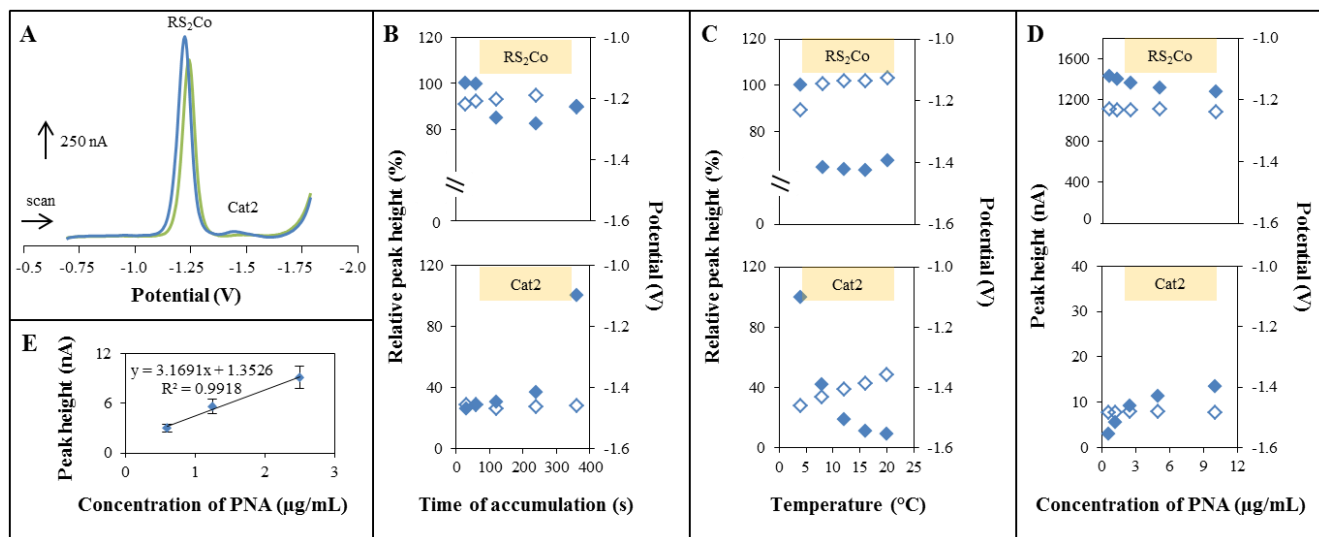 A
RS₂Co
250 nA
scan
Cat2
-0.5 -0.75 -1.0 -1.25 -1.5 -1.75 -2.0
Potential (V)
E
Peak height (nA)
12
6
0
y = 3.1691x + 1.3526
R² = 0.9918
0 1 2 3
Concentration of PNA (µg/mL)
B
Relative peak height (%)
120
100
80
0
RS₂Co
-1.0
-1.2
-1.4
-1.6
Potential (V)
120
80
40
0
Cat2
-1.0
-1.2
-1.4
-1.6
0 100 200 300 400
Time of accumulation (s)
C
Relative peak height (%)
120
100
80
0
RS₂Co
-1.0
-1.2
-1.4
-1.6
Potential (V)
120
80
40
0
Cat2
-1.0
-1.2
-1.4
-1.6
0 5 10 15 20 25
Temperature (°C)
D
Peak height (nA)
1600
1200
800
400
0
RS₂Co
-1.0
-1.2
-1.4
-1.6
Potential (V)
40
30
20
10
0
Cat2
-1.0
-1.2
-1.4
-1.6
0 3 6 9 12
Concentration of PNA (µg/mL)